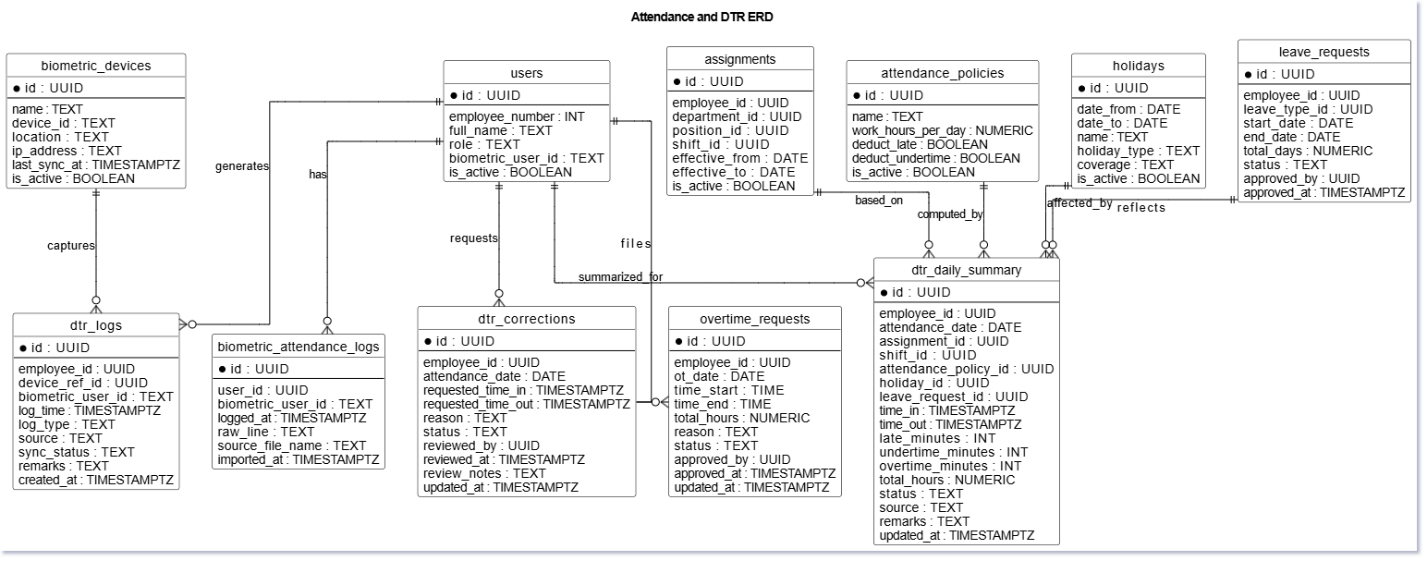 Attendance and DTR ERD
biometric_devices
● id : UUID
name : TEXT
device_id : TEXT
location : TEXT
ip_address : TEXT
last_sync_at : TIMESTAMPTZ
is_active : BOOLEAN
users
● id : UUID
employee_number : INT
full_name : TEXT
role : TEXT
biometric_user_id : TEXT
is_active : BOOLEAN
assignments
● id : UUID
employee_id : UUID
department_id : UUID
position_id : UUID
shift_id : UUID
effective_from : DATE
effective_to : DATE
is_active : BOOLEAN
attendance_policies
● id : UUID
name : TEXT
work_hours_per_day : NUMERIC
deduct_late : BOOLEAN
deduct_undertime : BOOLEAN
is_active : BOOLEAN
holidays
● id : UUID
date_from : DATE
date_to : DATE
name : TEXT
holiday_type : TEXT
coverage : TEXT
is_active : BOOLEAN
leave_requests
● id : UUID
employee_id : UUID
leave_type_id : UUID
start_date : DATE
end_date : DATE
total_days : NUMERIC
status : TEXT
approved_by : UUID
approved_at : TIMESTAMPTZ
generates
has
captures
requests
files
summarized_for
based_on
computed_by
affected_by
reflects
dtr_logs
● id : UUID
employee_id : UUID
device_ref_id : UUID
biometric_user_id : TEXT
log_time : TIMESTAMPTZ
log_type : TEXT
source : TEXT
sync_status : TEXT
remarks : TEXT
created_at : TIMESTAMPTZ
biometric_attendance_logs
● id : UUID
user_id : UUID
biometric_user_id : TEXT
logged_at : TIMESTAMPTZ
raw_line : TEXT
source_file_name : TEXT
imported_at : TIMESTAMPTZ
dtr_corrections
● id : UUID
employee_id : UUID
attendance_date : DATE
requested_time_in : TIMESTAMPTZ
requested_time_out : TIMESTAMPTZ
reason : TEXT
status : TEXT
reviewed_by : UUID
reviewed_at : TIMESTAMPTZ
review_notes : TEXT
updated_at : TIMESTAMPTZ
overtime_requests
● id : UUID
employee_id : UUID
ot_date : DATE
time_start : TIME
time_end : TIME
total_hours : NUMERIC
reason : TEXT
status : TEXT
approved_by : UUID
approved_at : TIMESTAMPTZ
updated_at : TIMESTAMPTZ
dtr_daily_summary
● id : UUID
employee_id : UUID
attendance_date : DATE
assignment_id : UUID
shift_id : UUID
attendance_policy_id : UUID
holiday_id : UUID
leave_request_id : UUID
time_in : TIMESTAMPTZ
time_out : TIMESTAMPTZ
late_minutes : INT
undertime_minutes : INT
overtime_minutes : INT
total_hours : NUMERIC
status : TEXT
source : TEXT
remarks : TEXT
updated_at : TIMESTAMPTZ